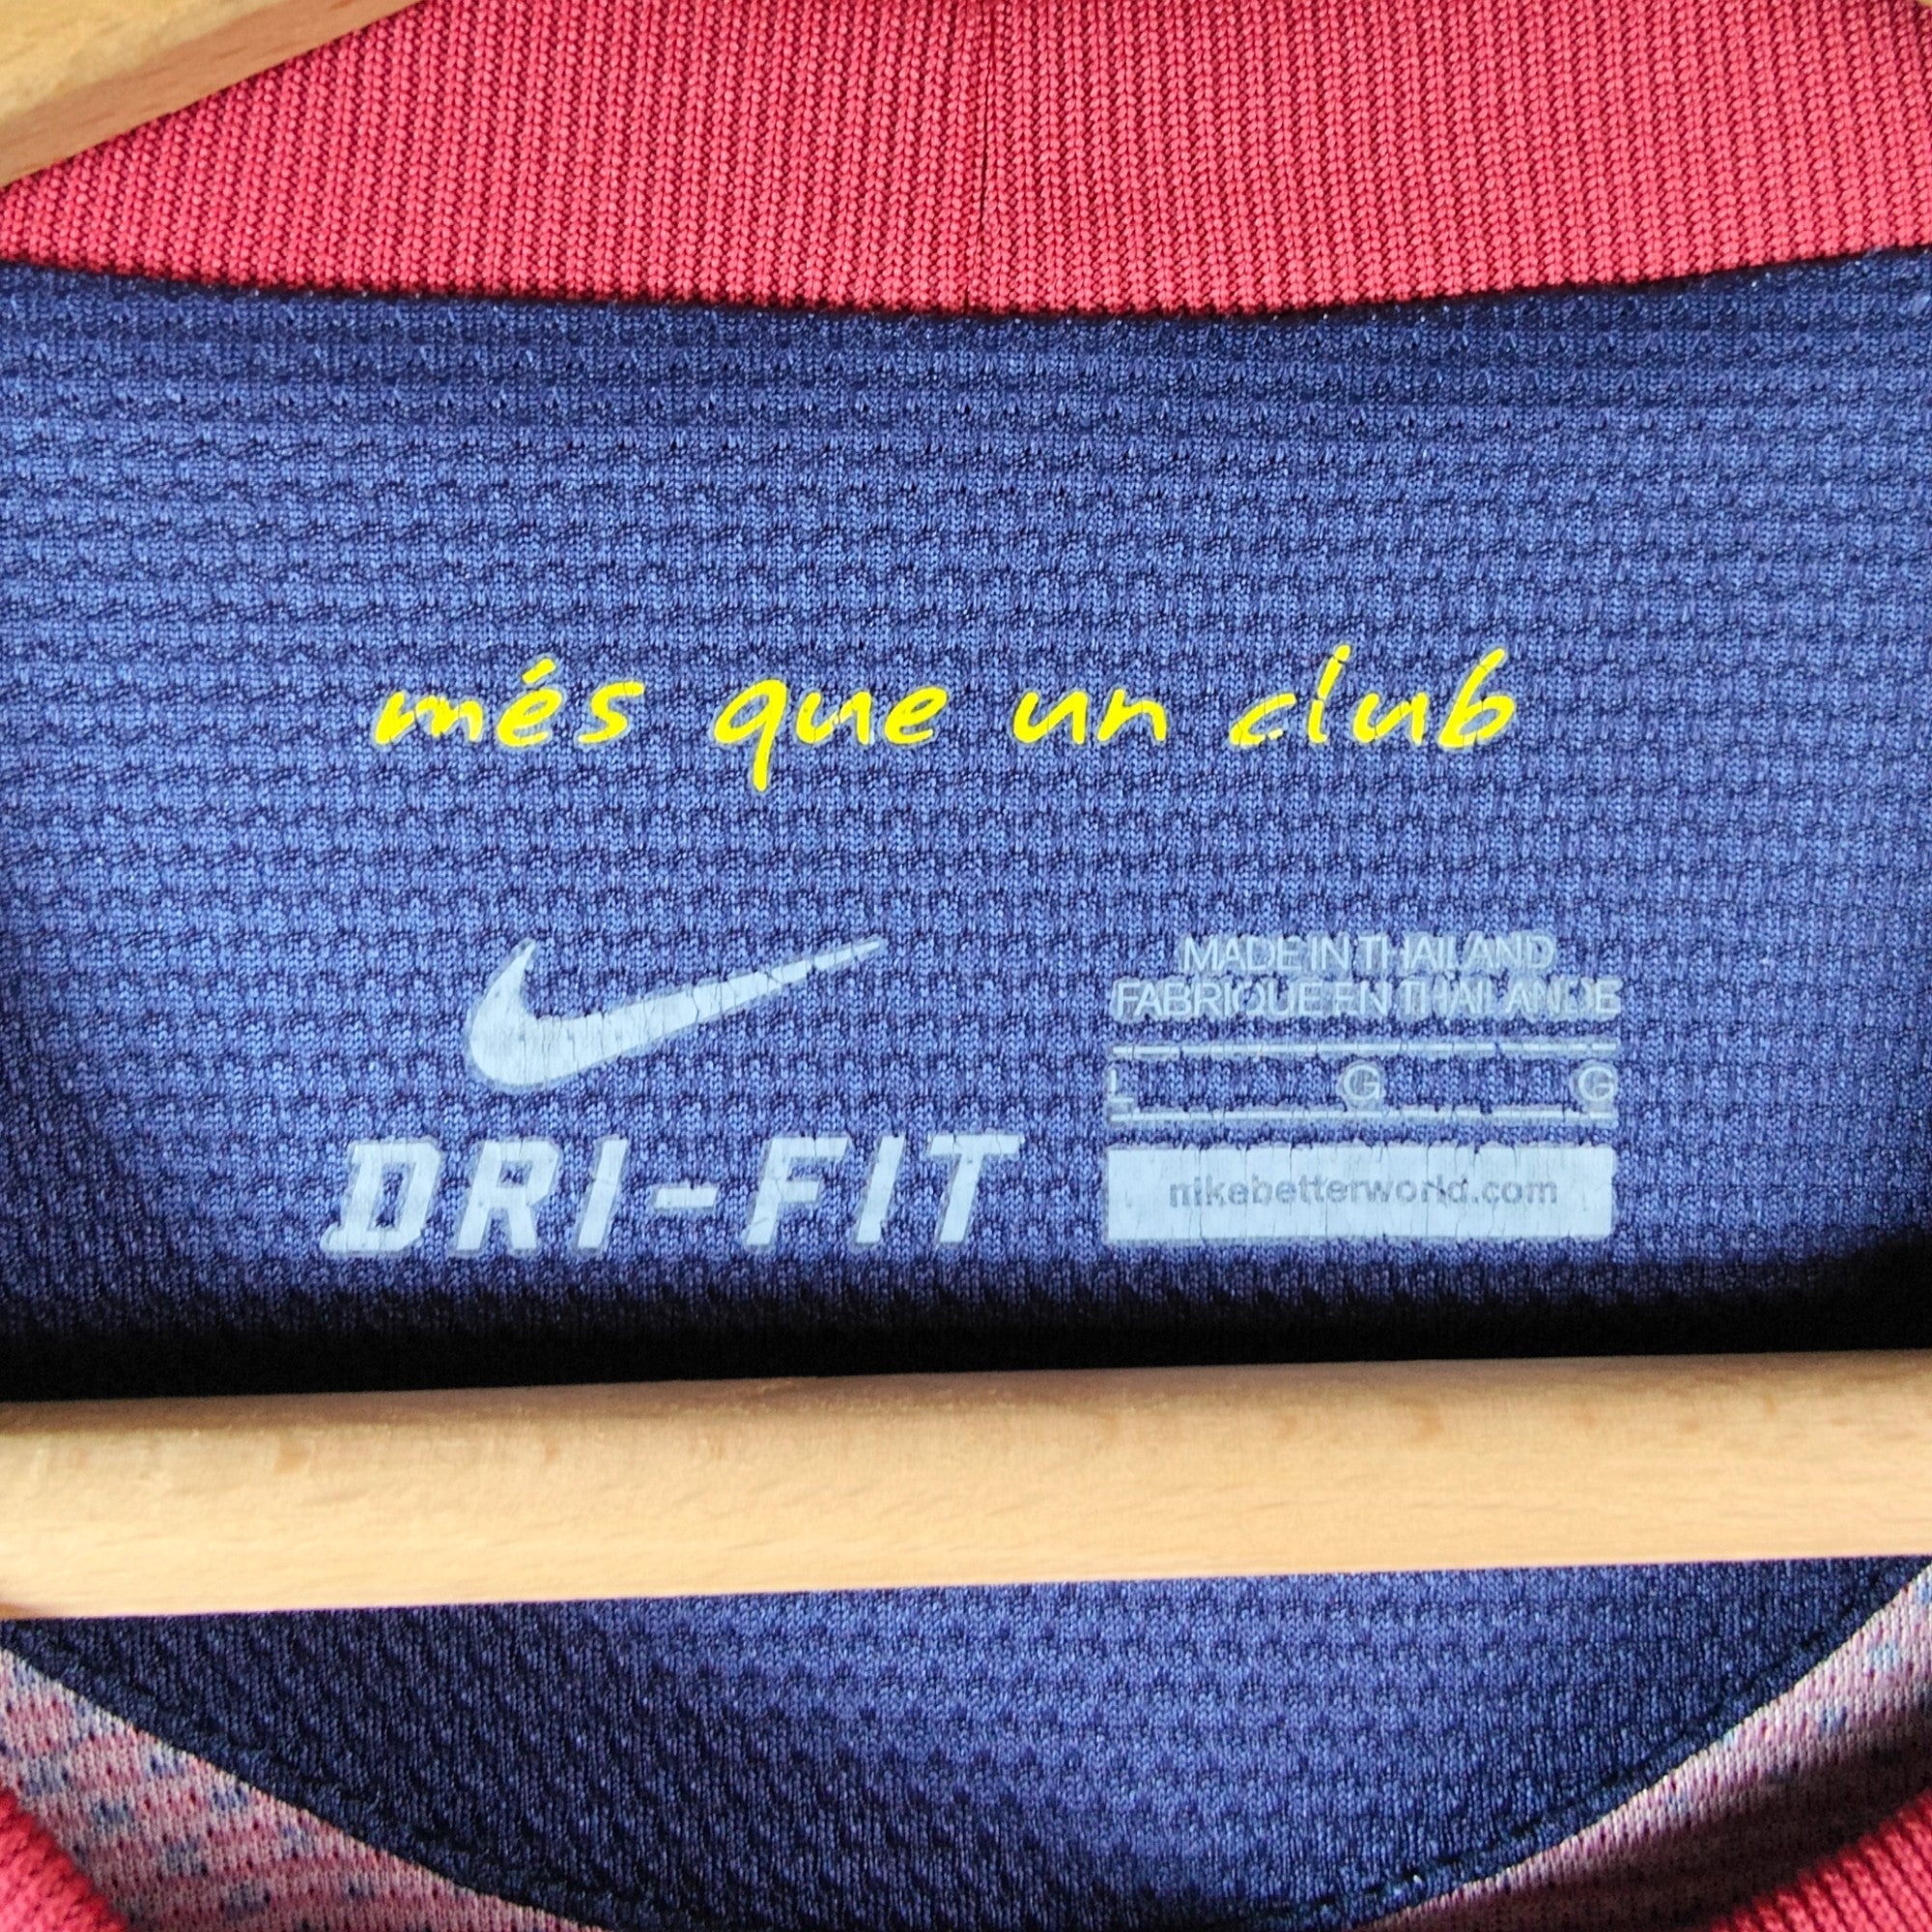 més que un club
DRI-FIT
MADE IN THAILAND
FABRIQUE EN THAILANDE
L G G
nikebetterworld.com